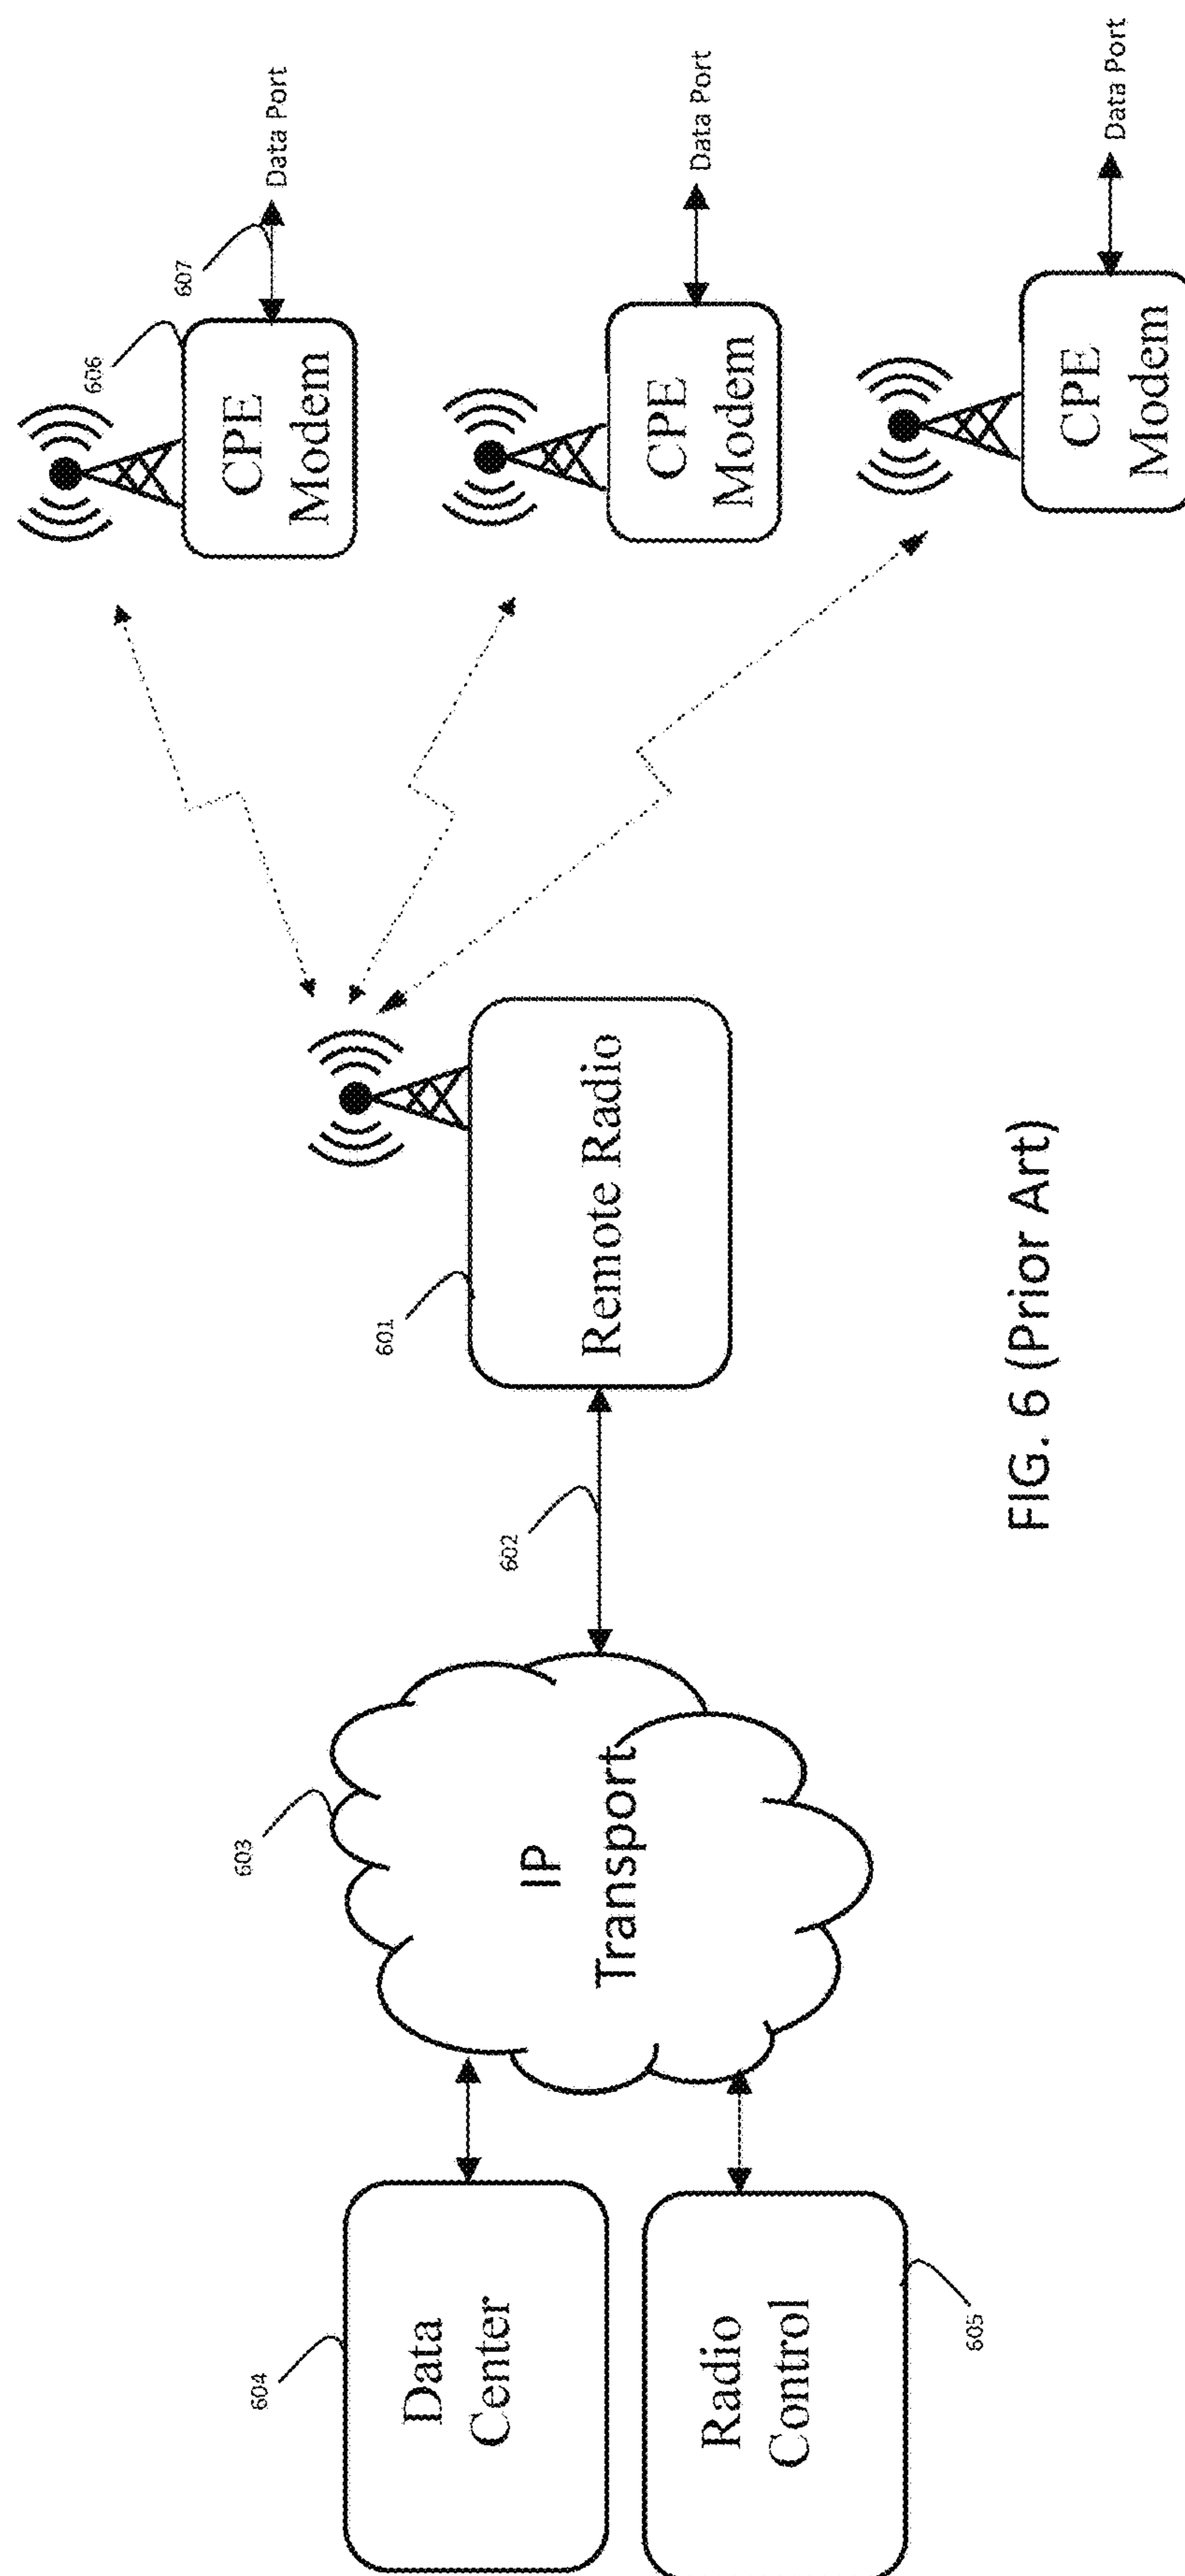 604
Data
Center
Radio
Control
605
603
IP
Transport
602
601
Remote Radio
606
607
CPE
Modem
Data Port
CPE
Modem
Data Port
CPE
Modem
Data Port
FIG. 6 (Prior Art)